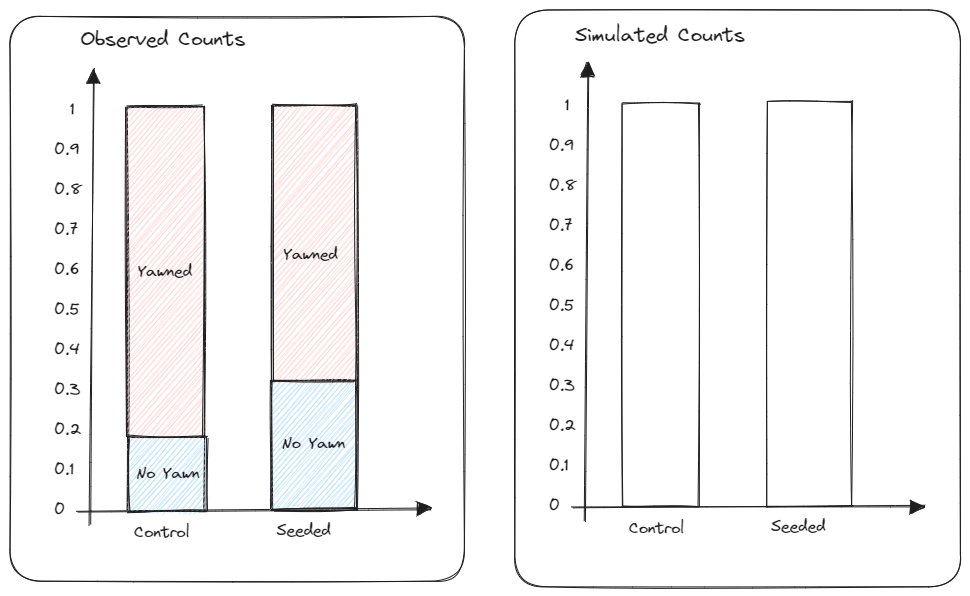 Observed Counts
1
0.9
0.8
0.7
0.6
0.5
0.4
0.3
0.2
0.1
0
Yawned
No Yawn
Yawned
No Yawn
Control
Seeded
Simulated Counts
1
0.9
0.8
0.7
0.6
0.5
0.4
0.3
0.2
0.1
0
Control
Seeded